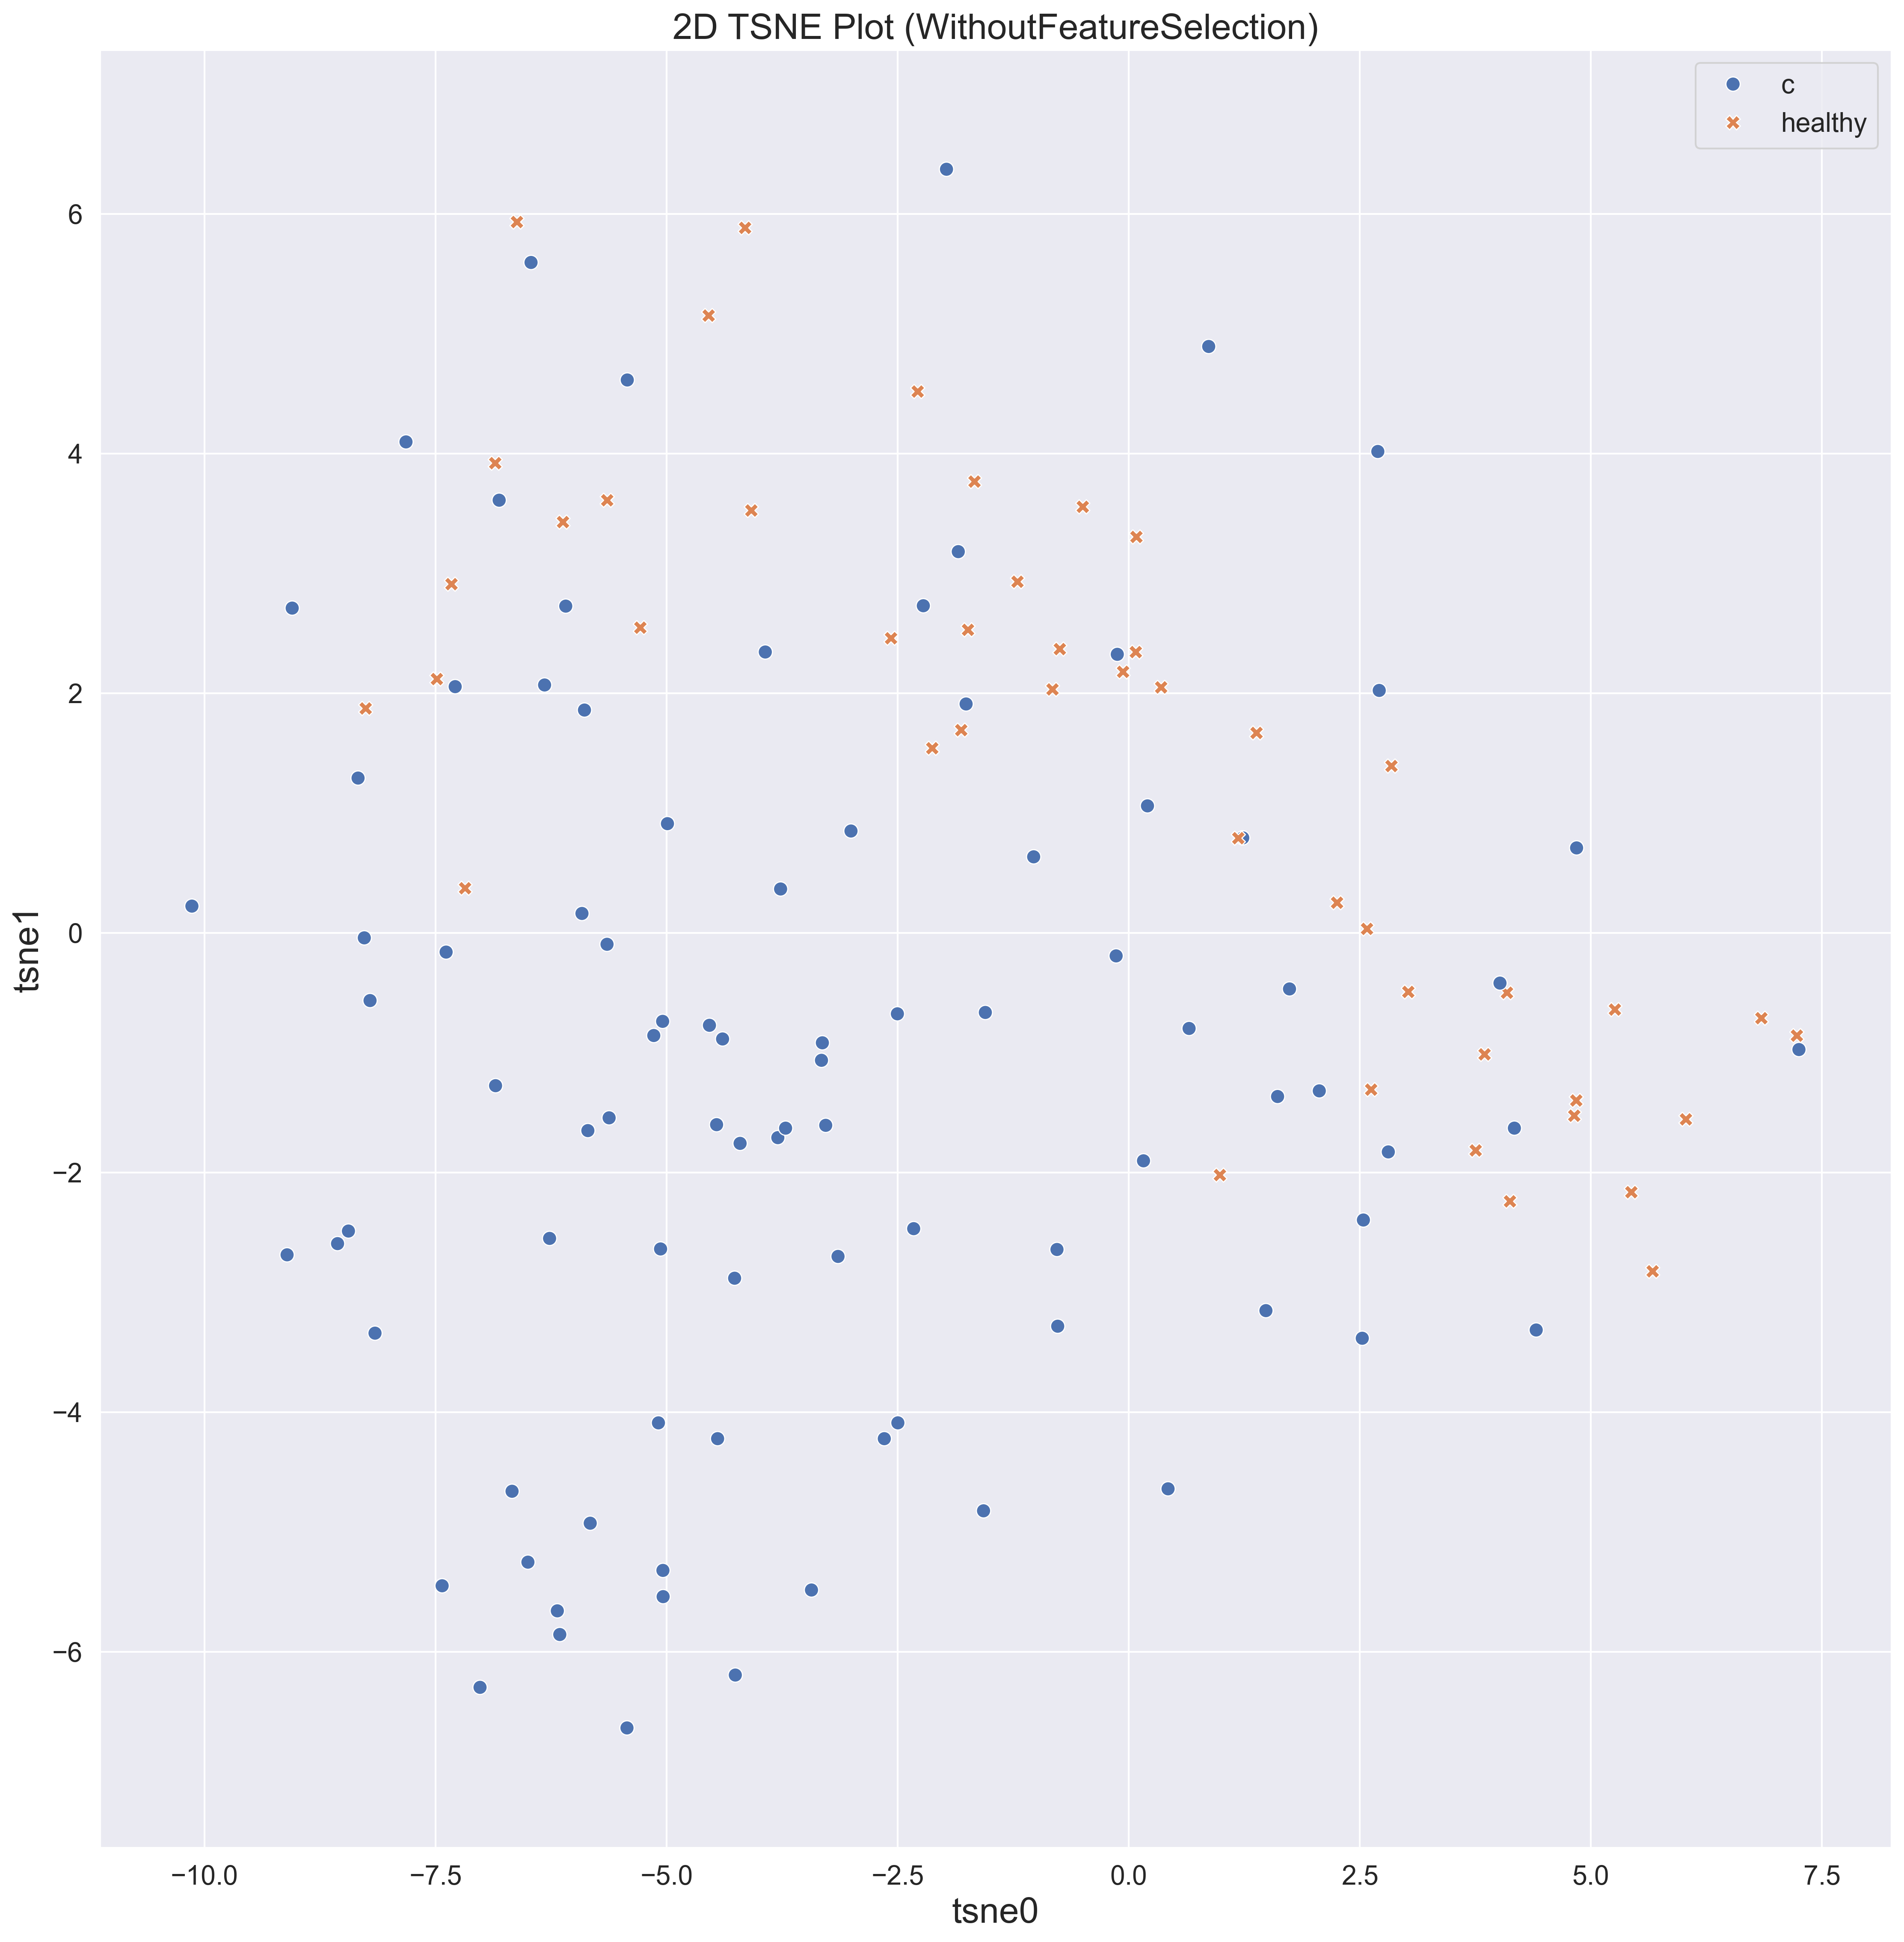 2D TSNE Plot (WithoutFeatureSelection)
c
healthy
6
4
2
0
−2
−4
−6
tsne1
−10.0 −7.5 −5.0 −2.5 0.0 2.5 5.0 7.5
tsne0